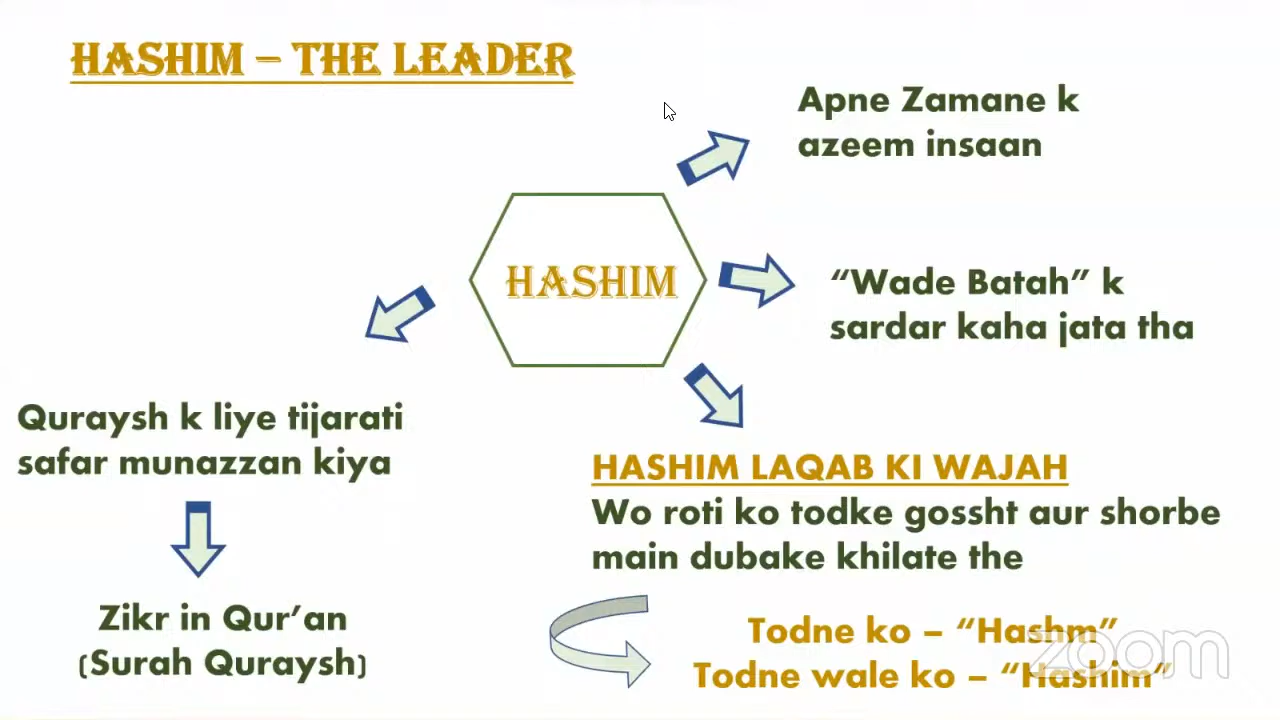 HASHIM – THE LEADER
Apne Zamane k
azeem insaan
HASHIM
“Wade Batah” k
sardar kaha jata tha
Quraysh k liye tijarati
safar munazzan kiya
Zikr in Qur’an
(Surah Quraysh)
HASHIM LAQAB KI WAJAH
Wo roti ko todke gossht aur shorbe
main dubake khilate the
Todne ko – “Hashm”
Todne wale ko – “Hashim”
zoom